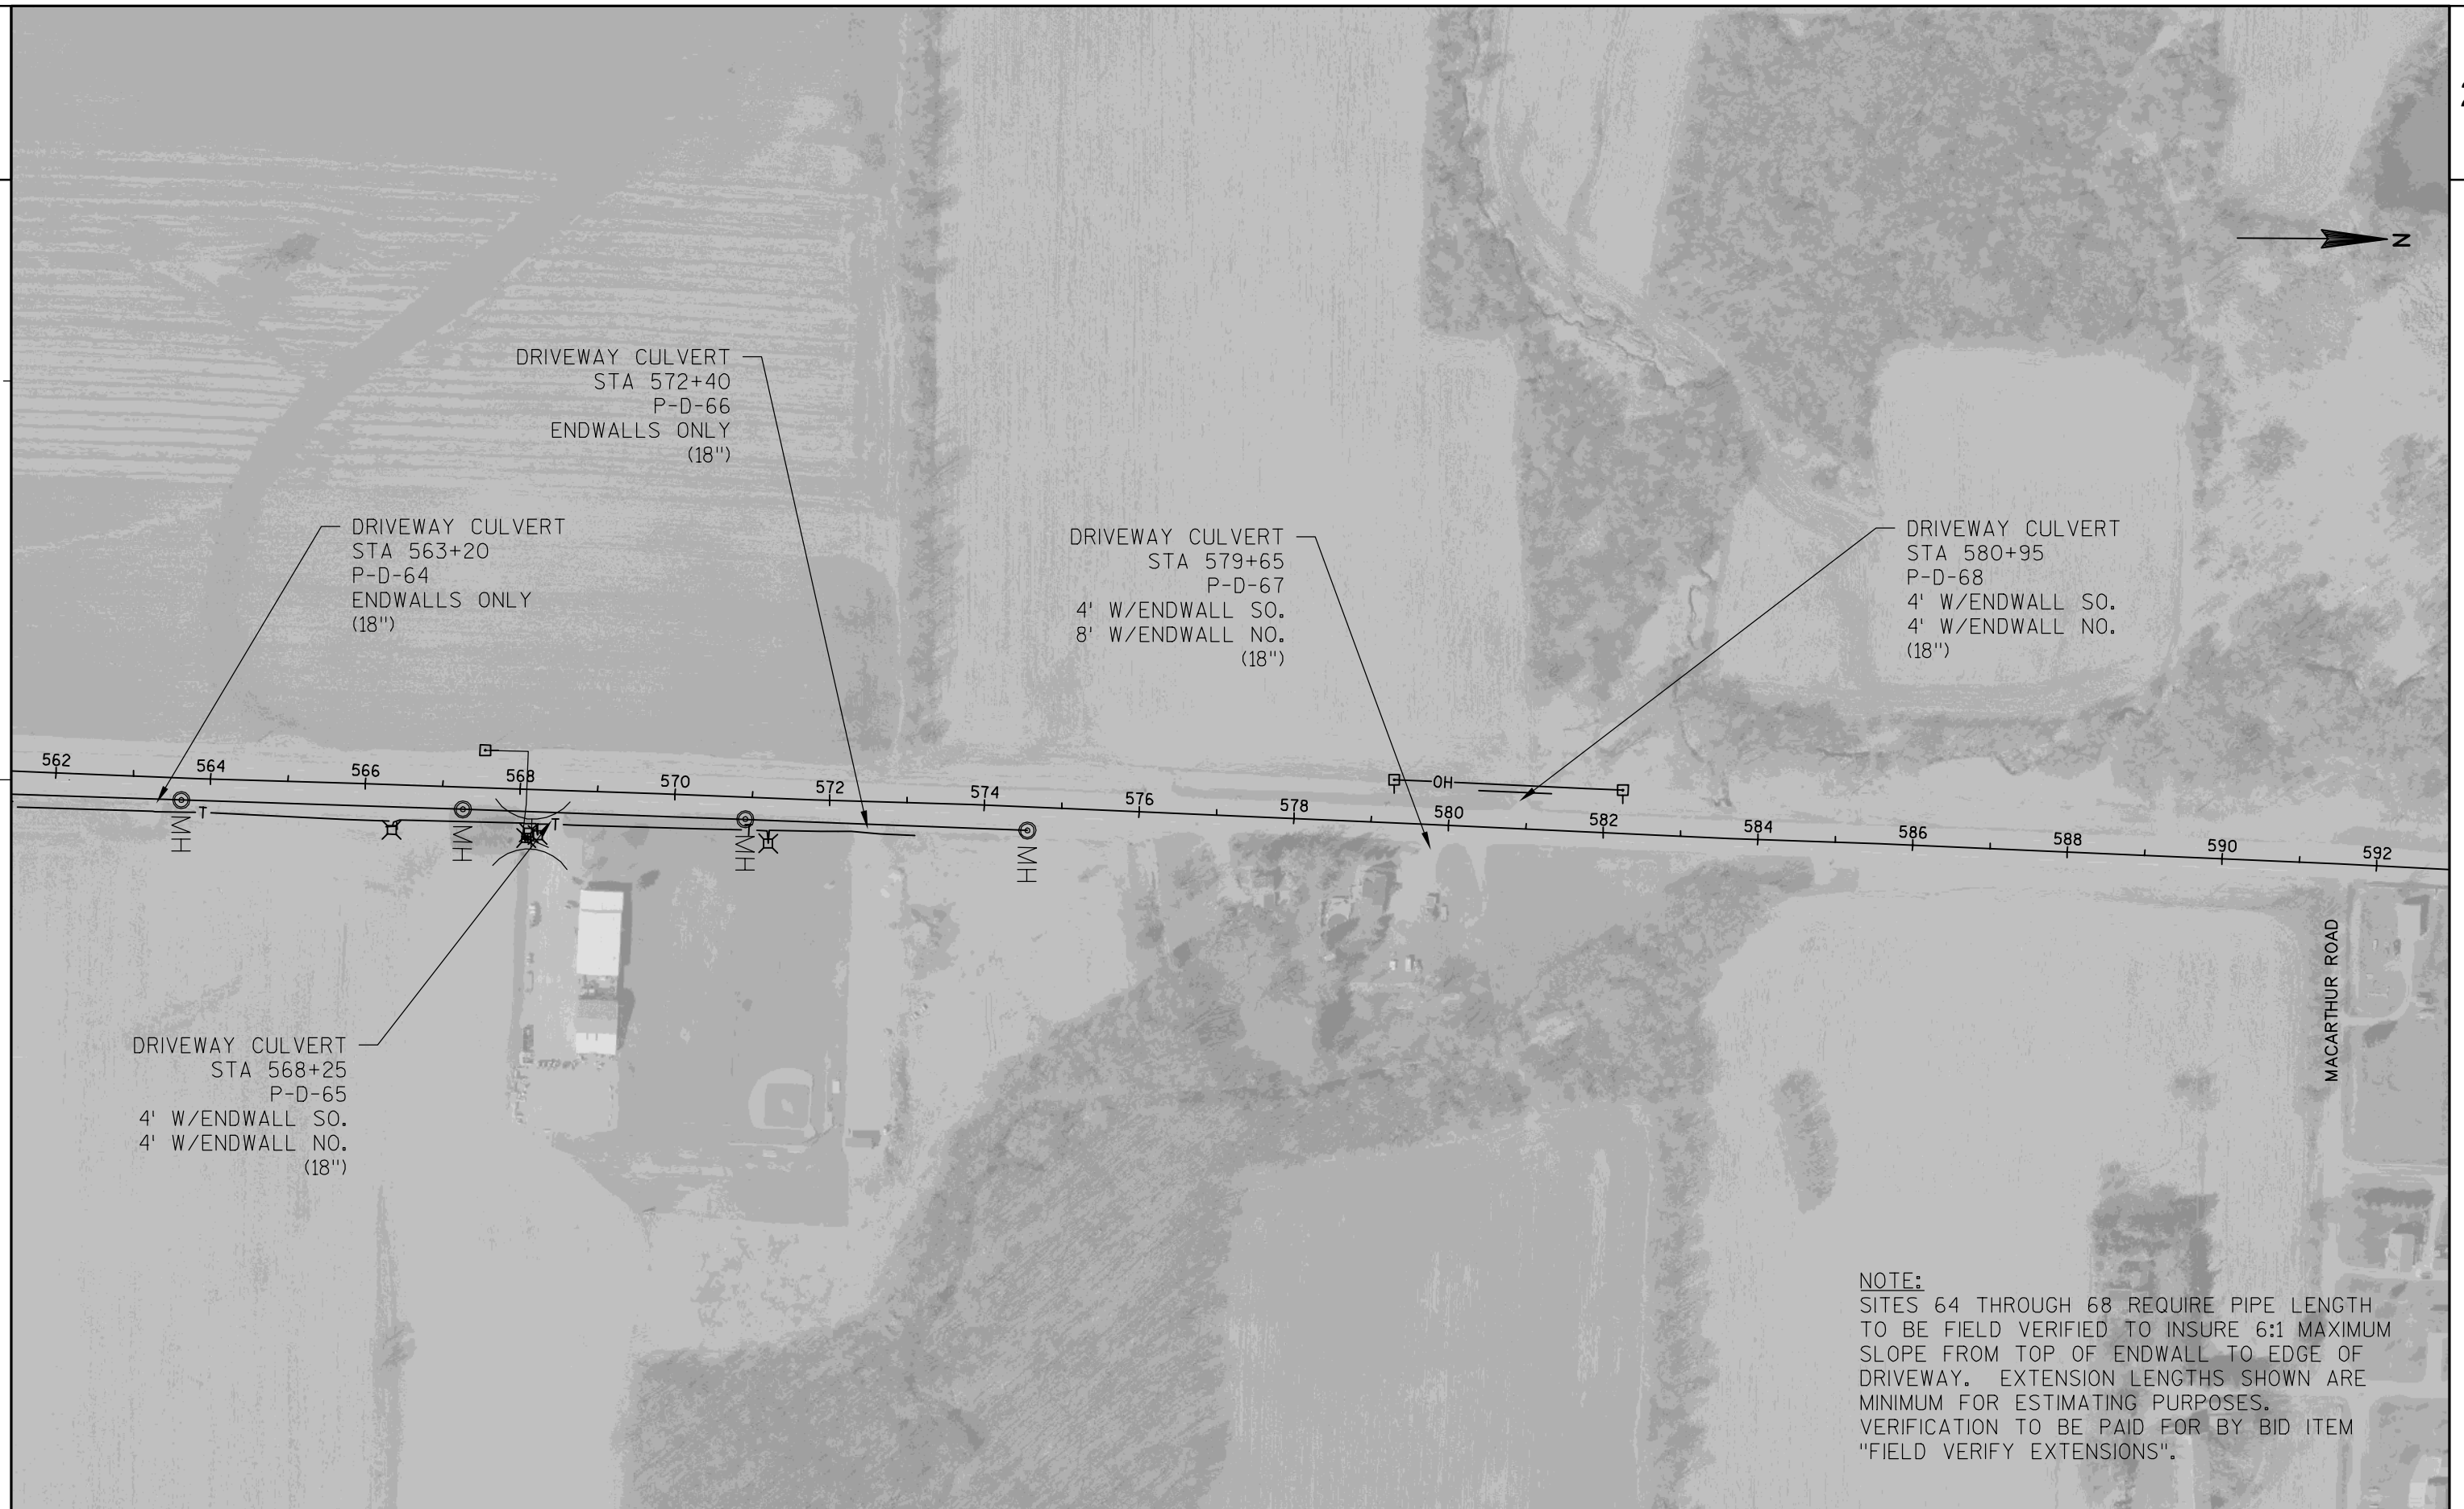 N
DRIVEWAY CULVERT
STA 572+40
P-D-66
ENDWALLS ONLY
(18")
DRIVEWAY CULVERT
STA 563+20
P-D-64
ENDWALLS ONLY
(18")
DRIVEWAY CULVERT
STA 579+65
P-D-67
4' W/ENDWALL SO.
8' W/ENDWALL NO.
(18")
DRIVEWAY CULVERT
STA 580+95
P-D-68
4' W/ENDWALL SO.
4' W/ENDWALL NO.
(18")
562
564
566
568
570
572
574
576
578
580
582
584
586
588
590
592
OH
T
T
MH
MH
MH
MH
MACARTHUR ROAD
DRIVEWAY CULVERT
STA 568+25
P-D-65
4' W/ENDWALL SO.
4' W/ENDWALL NO.
(18")
NOTE:
SITES 64 THROUGH 68 REQUIRE PIPE LENGTH
TO BE FIELD VERIFIED TO INSURE 6:1 MAXIMUM
SLOPE FROM TOP OF ENDWALL TO EDGE OF
DRIVEWAY. EXTENSION LENGTHS SHOWN ARE
MINIMUM FOR ESTIMATING PURPOSES.
VERIFICATION TO BE PAID FOR BY BID ITEM
"FIELD VERIFY EXTENSIONS".